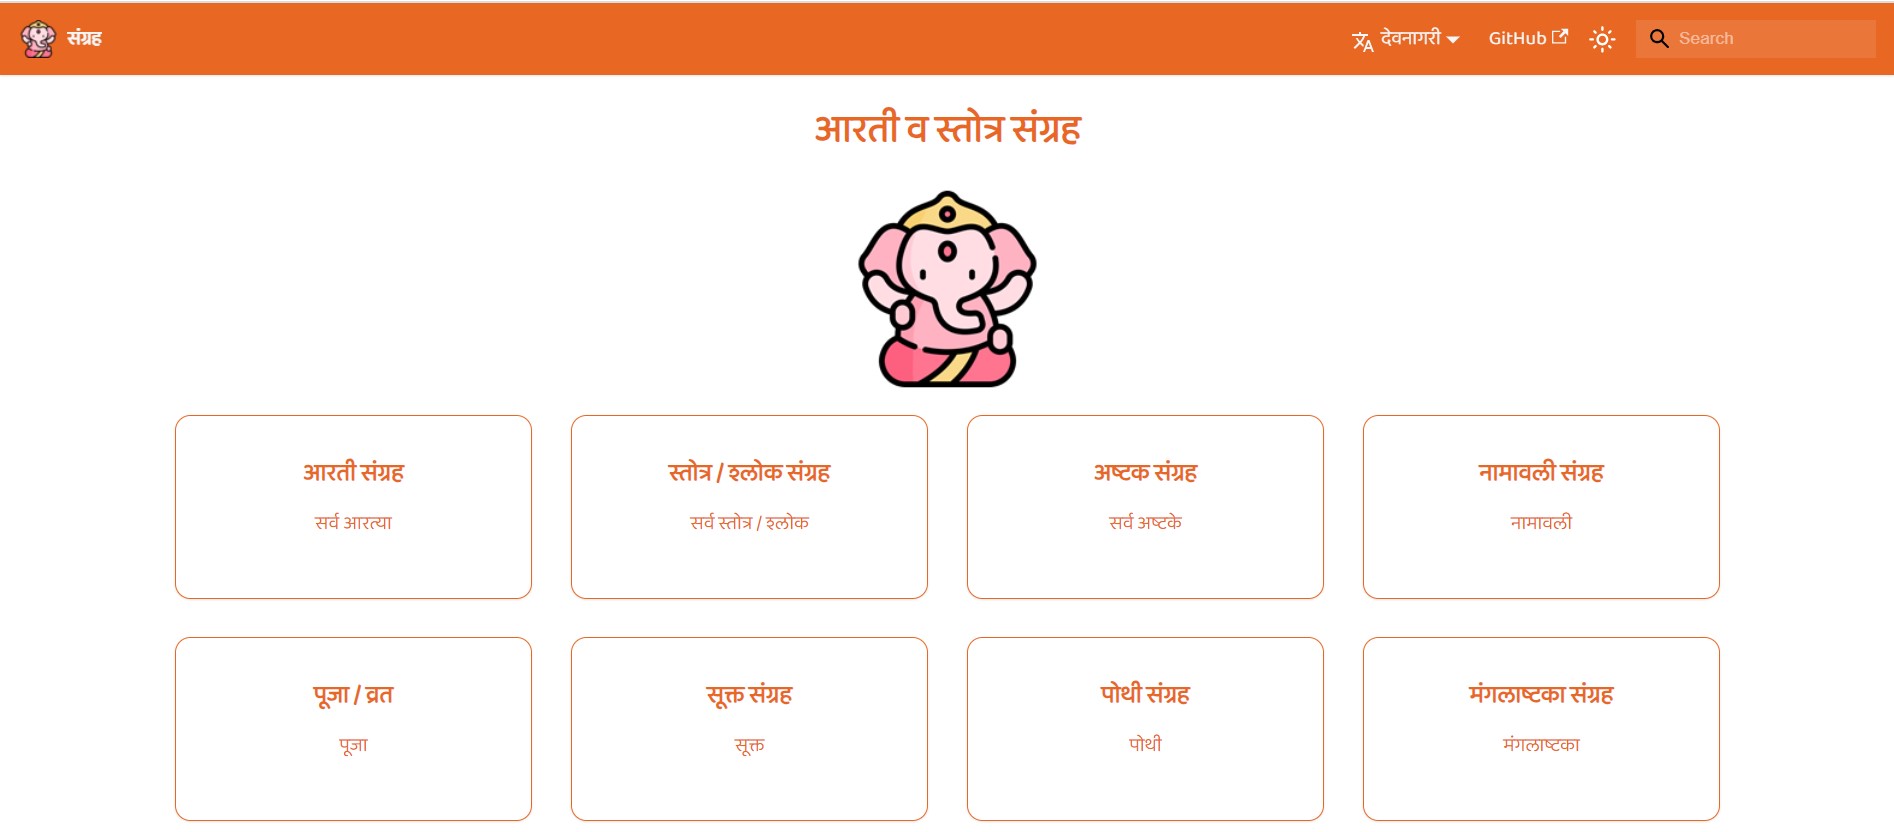 संग्रह
देवनागरी
GitHub
Search
आरती व स्तोत्र संग्रह
आरती संग्रह
सर्व आरत्या
स्तोत्र / श्लोक संग्रह
सर्व स्तोत्र / श्लोक
अष्टक संग्रह
सर्व अष्टके
नामावली संग्रह
नामावली
पूजा / व्रत
पूजा
सूक्त संग्रह
सूक्त
पोथी संग्रह
पोथी
मंगलाष्टका संग्रह
मंगलाष्टका